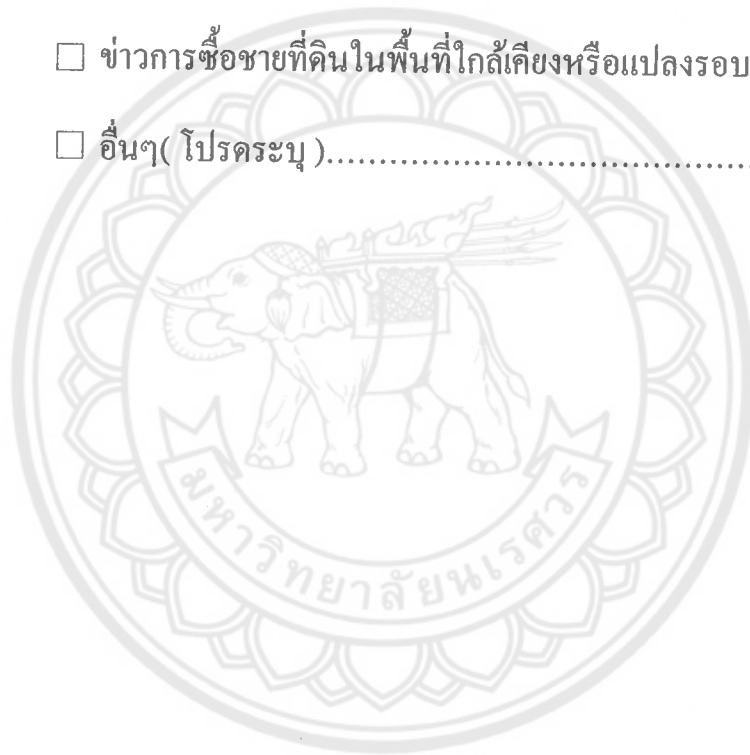 ☐ ข่าวการซื้อขายที่ดินในพื้นที่ใกล้เคียงหรือแปลงรอบ
☐ อื่นๆ( โปรดระบุ )................................................
มหาวิทยาลัยนเรศวร